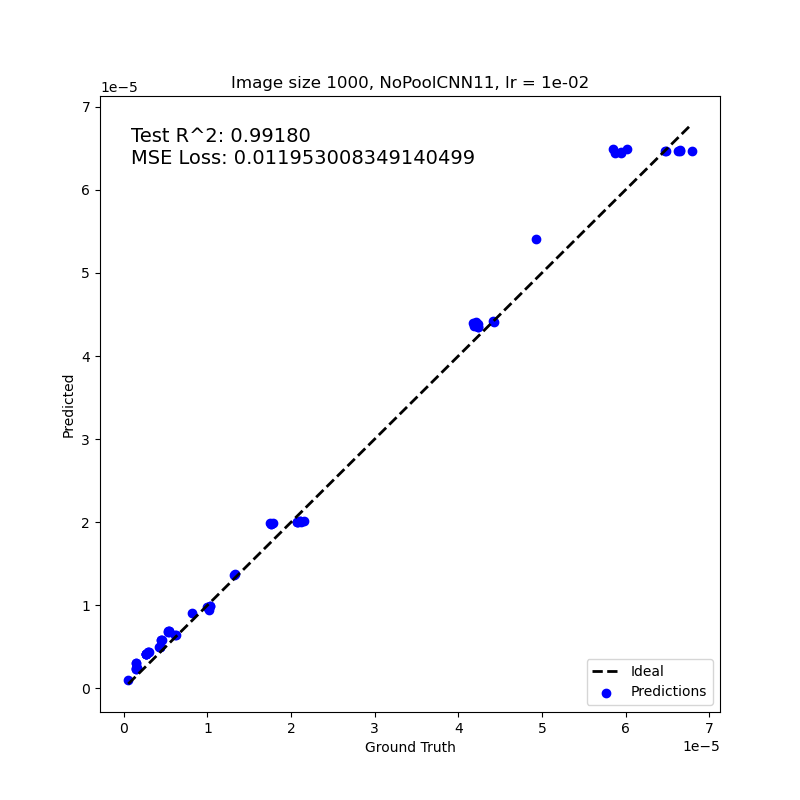 Image size 1000, NoPoolCNN11, lr = 1e-02
1e−5
Test R^2: 0.99180
MSE Loss: 0.011953008349140499
7
6
5
4
3
2
1
0
Predicted
Ideal
Predictions
0 1 2 3 4 5 6 7
1e−5
Ground Truth